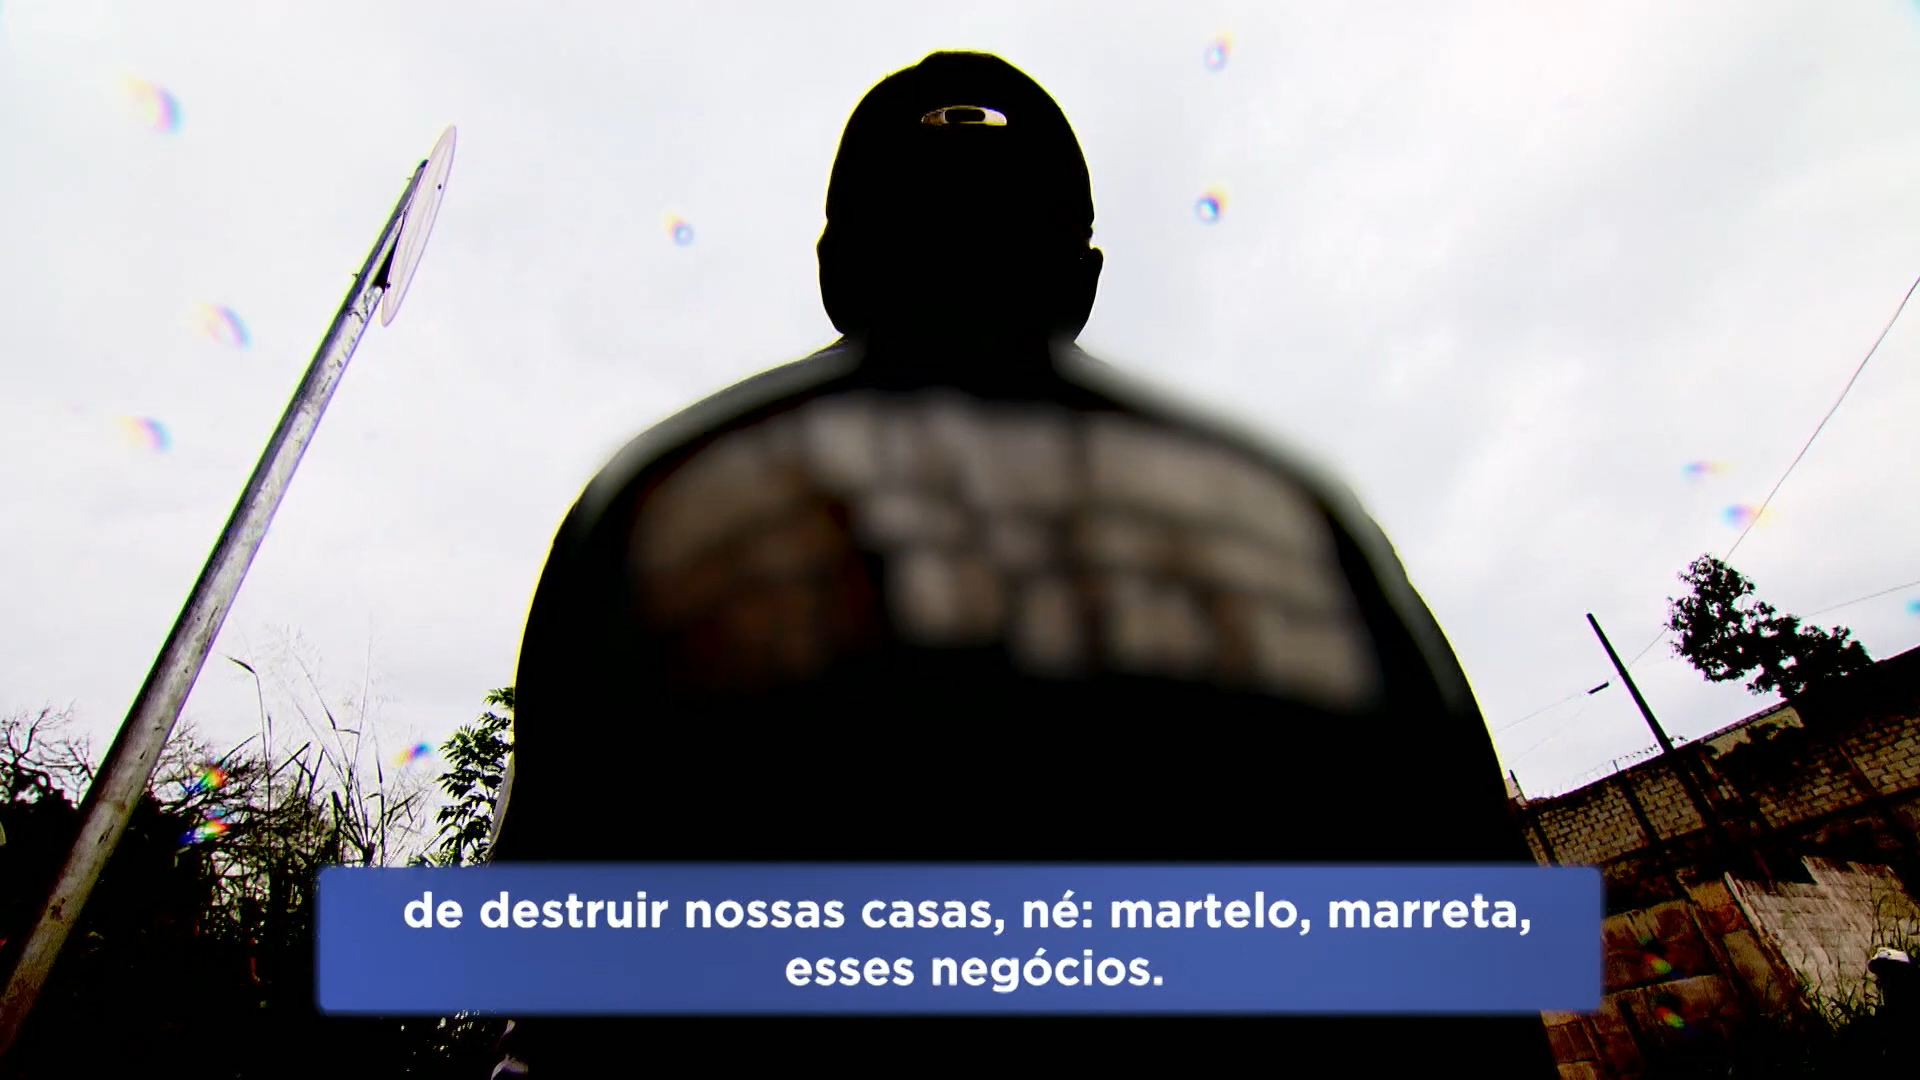 de destruir nossas casas, né: martelo, marreta,
esses negócios.